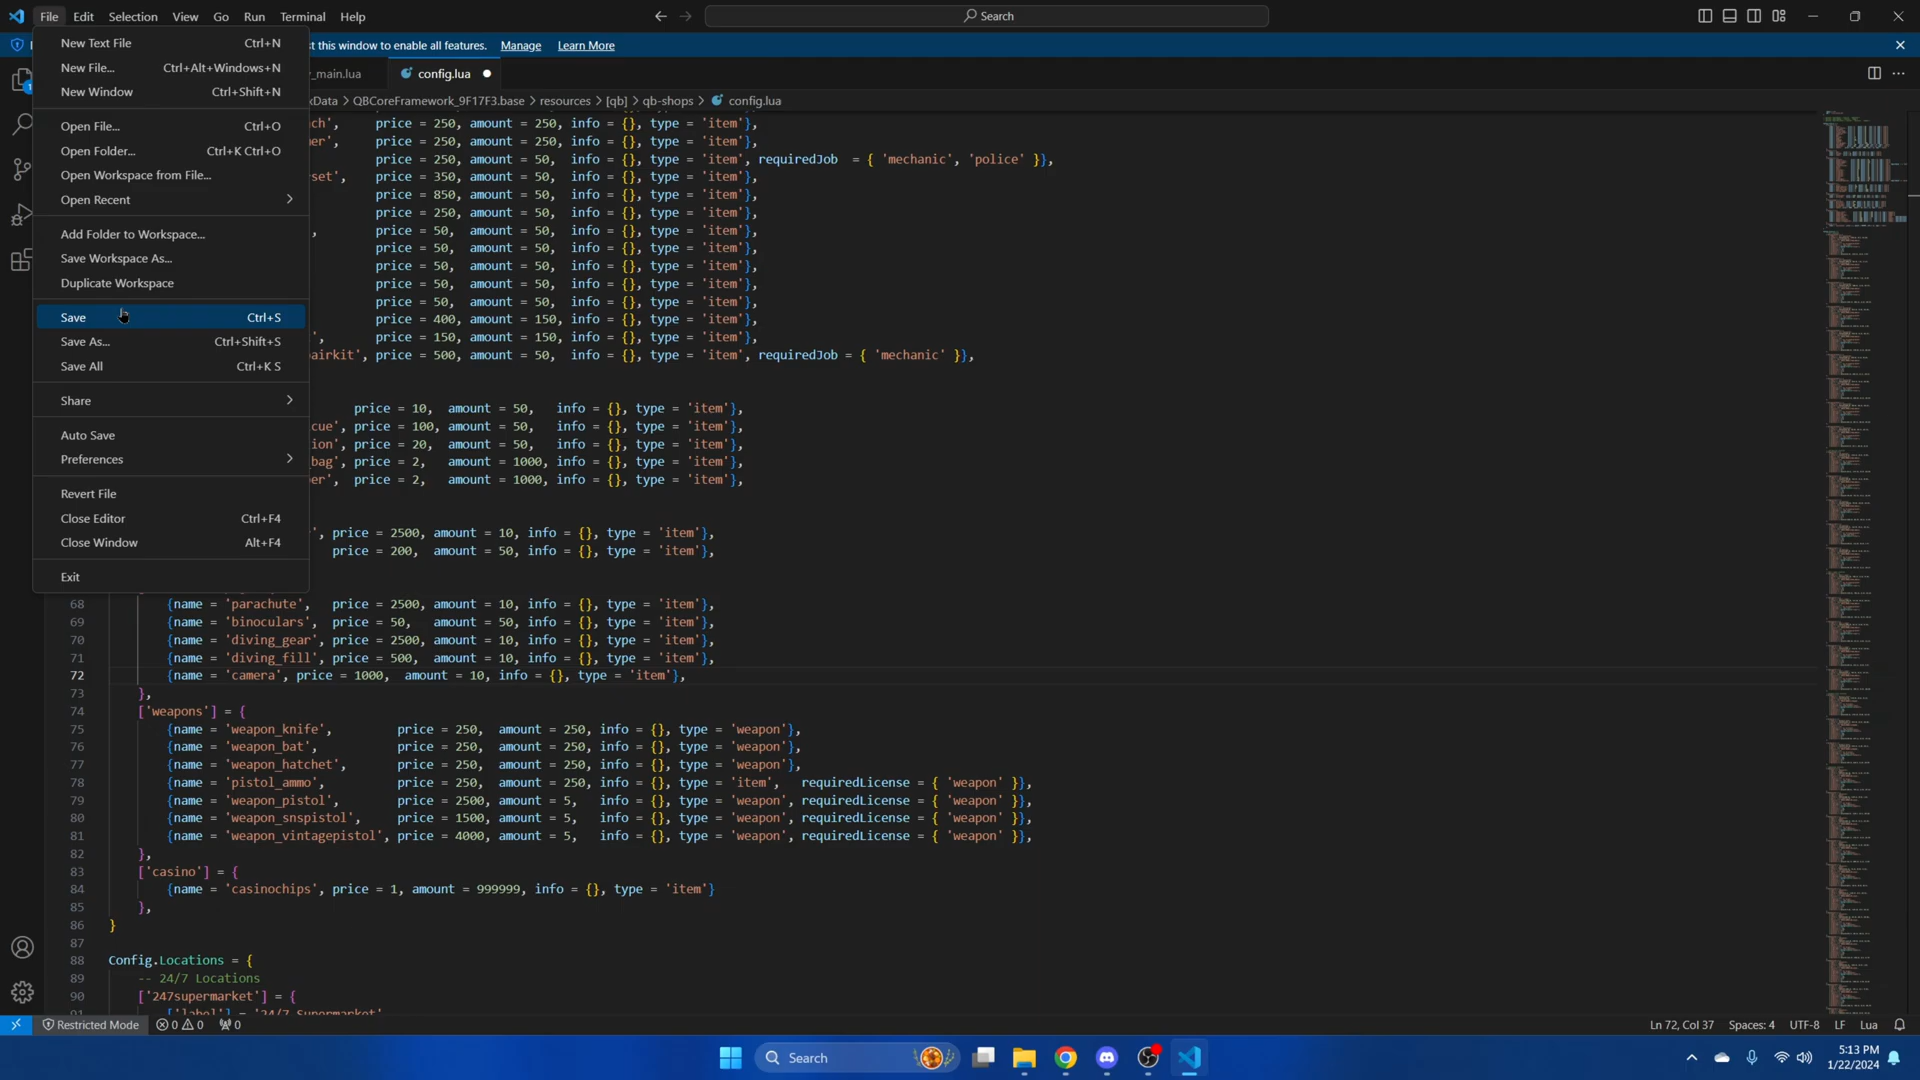 File Edit Selection View Go Run Terminal Help Search
New Text File Ctrl+N
t this window to enable all features. Manage Learn More
New File... Ctrl+Alt+Windows+N
_main.lua config.lua
New Window Ctrl+Shift+N
xData > QBCoreFramework_9F17F3.base > resources > [qb] > qb-shops > config.lua
Open File... Ctrl+O
Open Folder... Ctrl+K Ctrl+O
Open Workspace from File...
Open Recent >
Add Folder to Workspace...
Save Workspace As...
Duplicate Workspace
Save Ctrl+S
Save As... Ctrl+Shift+S
Save All Ctrl+K S
Share >
Auto Save
Preferences >
Revert File
Close Editor Ctrl+F4
Close Window Alt+F4
Exit
ch', price = 250, amount = 250, info = {}, type = 'item'},
er', price = 250, amount = 250, info = {}, type = 'item'},
price = 250, amount = 50, info = {}, type = 'item', requiredJob = { 'mechanic', 'police' }},
set', price = 350, amount = 50, info = {}, type = 'item'},
price = 850, amount = 50, info = {}, type = 'item'},
price = 250, amount = 50, info = {}, type = 'item'},
, price = 50, amount = 50, info = {}, type = 'item'},
price = 50, amount = 50, info = {}, type = 'item'},
price = 50, amount = 50, info = {}, type = 'item'},
price = 50, amount = 50, info = {}, type = 'item'},
price = 50, amount = 50, info = {}, type = 'item'},
price = 400, amount = 150, info = {}, type = 'item'},
', price = 150, amount = 150, info = {}, type = 'item'},
airkit', price = 500, amount = 50, info = {}, type = 'item', requiredJob = { 'mechanic' }},
price = 10, amount = 50, info = {}, type = 'item'},
cue', price = 100, amount = 50, info = {}, type = 'item'},
ion', price = 20, amount = 50, info = {}, type = 'item'},
_bag', price = 2, amount = 1000, info = {}, type = 'item'},
er', price = 2, amount = 1000, info = {}, type = 'item'},
', price = 2500, amount = 10, info = {}, type = 'item'},
price = 200, amount = 50, info = {}, type = 'item'},
68 {name = 'parachute', price = 2500, amount = 10, info = {}, type = 'item'},
69 {name = 'binoculars', price = 50, amount = 50, info = {}, type = 'item'},
70 {name = 'diving_gear', price = 2500, amount = 10, info = {}, type = 'item'},
71 {name = 'diving_fill', price = 500, amount = 10, info = {}, type = 'item'},
72 {name = 'camera', price = 1000, amount = 10, info = {}, type = 'item'},
73 },
74 ['weapons'] = {
75 {name = 'weapon_knife', price = 250, amount = 250, info = {}, type = 'weapon'},
76 {name = 'weapon_bat', price = 250, amount = 250, info = {}, type = 'weapon'},
77 {name = 'weapon_hatchet', price = 250, amount = 250, info = {}, type = 'weapon'},
78 {name = 'pistol_ammo', price = 250, amount = 250, info = {}, type = 'item', requiredLicense = { 'weapon' }},
79 {name = 'weapon_pistol', price = 2500, amount = 5, info = {}, type = 'weapon', requiredLicense = { 'weapon' }},
80 {name = 'weapon_snspistol', price = 1500, amount = 5, info = {}, type = 'weapon', requiredLicense = { 'weapon' }},
81 {name = 'weapon_vintagepistol', price = 4000, amount = 5, info = {}, type = 'weapon', requiredLicense = { 'weapon' }},
82 },
83 ['casino'] = {
84 {name = 'casinochips', price = 1, amount = 999999, info = {}, type = 'item'}
85 },
86 }
87
88 Config.Locations = {
89 -- 24/7 Locations
90 ['247supermarket'] = {
91 ['label'] = '24/7 Supermarket'
Restricted Mode 0 0 0 Ln 72, Col 37 Spaces: 4 UTF-8 LF Lua
Search
5:13 PM
1/22/2024